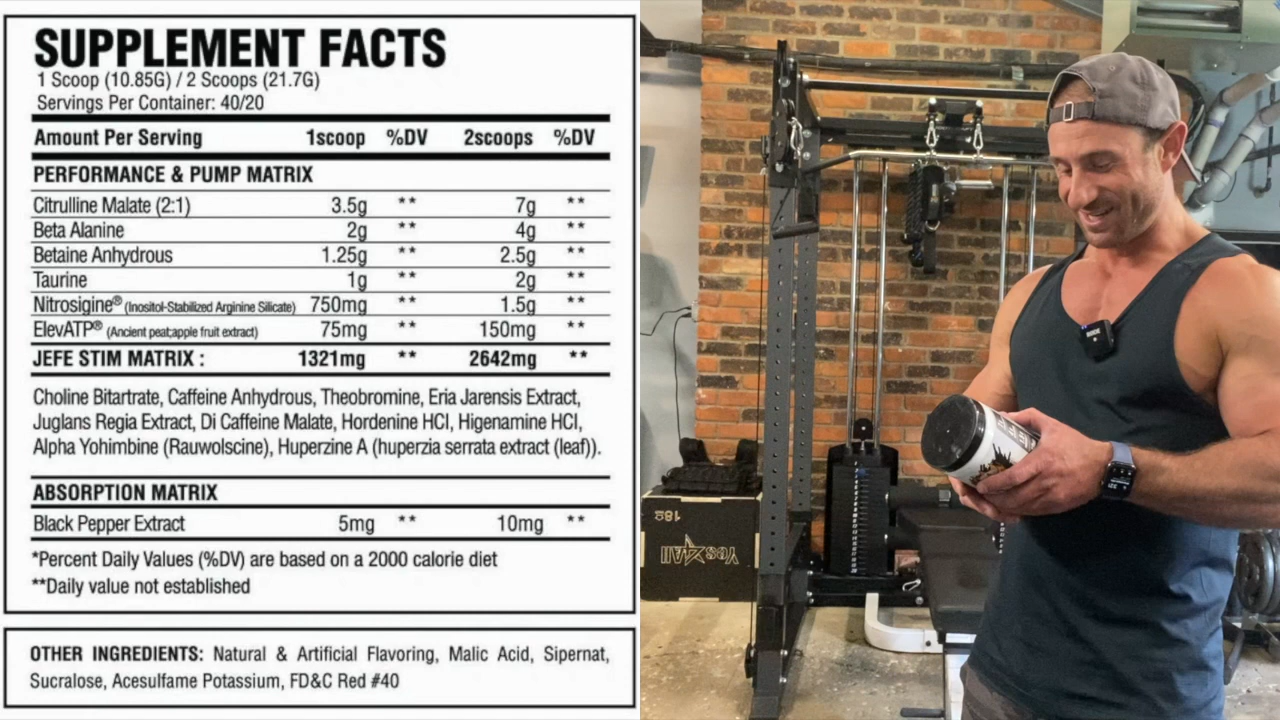 SUPPLEMENT FACTS
1 Scoop (10.85G) / 2 Scoops (21.7G)
Servings Per Container: 40/20
Amount Per Serving 1scoop %DV 2scoops %DV
PERFORMANCE & PUMP MATRIX
Citrulline Malate (2:1) 3.5g ** 7g **
Beta Alanine 2g ** 4g **
Betaine Anhydrous 1.25g ** 2.5g **
Taurine 1g ** 2g **
Nitrosigine® (Inositol-Stabilized Arginine Silicate) 750mg ** 1.5g **
ElevATP® (Ancient peat;apple fruit extract) 75mg ** 150mg **
JEFE STIM MATRIX : 1321mg ** 2642mg **
Choline Bitartrate, Caffeine Anhydrous, Theobromine, Eria Jarensis Extract,
Juglans Regia Extract, Di Caffeine Malate, Hordenine HCl, Higenamine HCl,
Alpha Yohimbine (Rauwolscine), Huperzine A (huperzia serrata extract (leaf)).
ABSORPTION MATRIX
Black Pepper Extract 5mg ** 10mg **
*Percent Daily Values (%DV) are based on a 2000 calorie diet
**Daily value not established
OTHER INGREDIENTS: Natural & Artificial Flavoring, Malic Acid, Sipernat,
Sucralose, Acesulfame Potassium, FD&C Red #40
18"
Yes4All